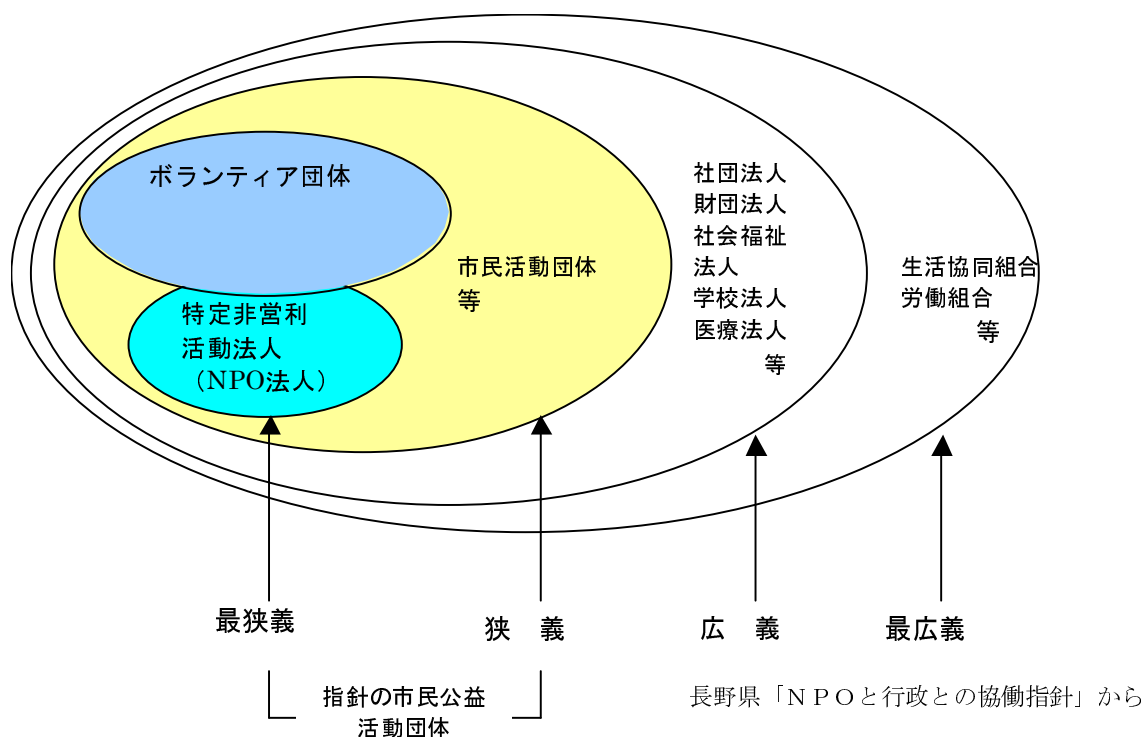 ボランティア団体
特定非営利
活動法人
（NPO法人）
市民活動団体
等
社団法人
財団法人
社会福祉
法人
学校法人
医療法人
等
生活協同組合
労働組合
等
最狭義
狭　義
広　義
最広義
指針の市民公益
活動団体
長野県「ＮＰＯと行政との協働指針」から